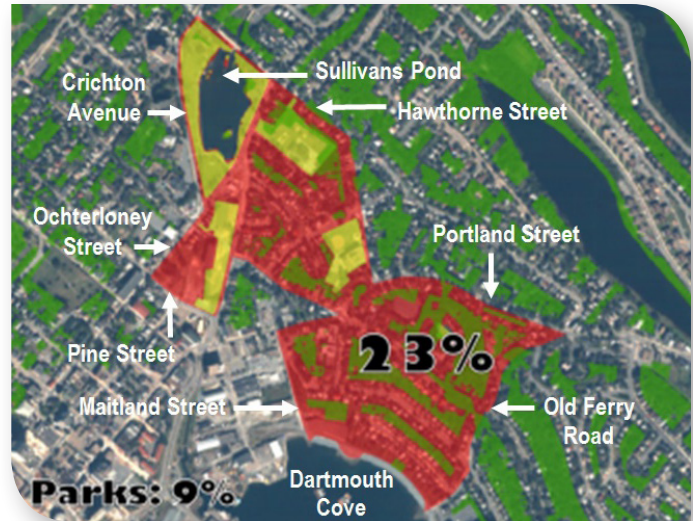 Sullivans Pond
Crichton
Avenue
Hawthorne Street
Ochterloney
Street
Portland Street
Pine Street
23%
Maitland Street
Old Ferry
Road
Dartmouth
Cove
Parks: 9%